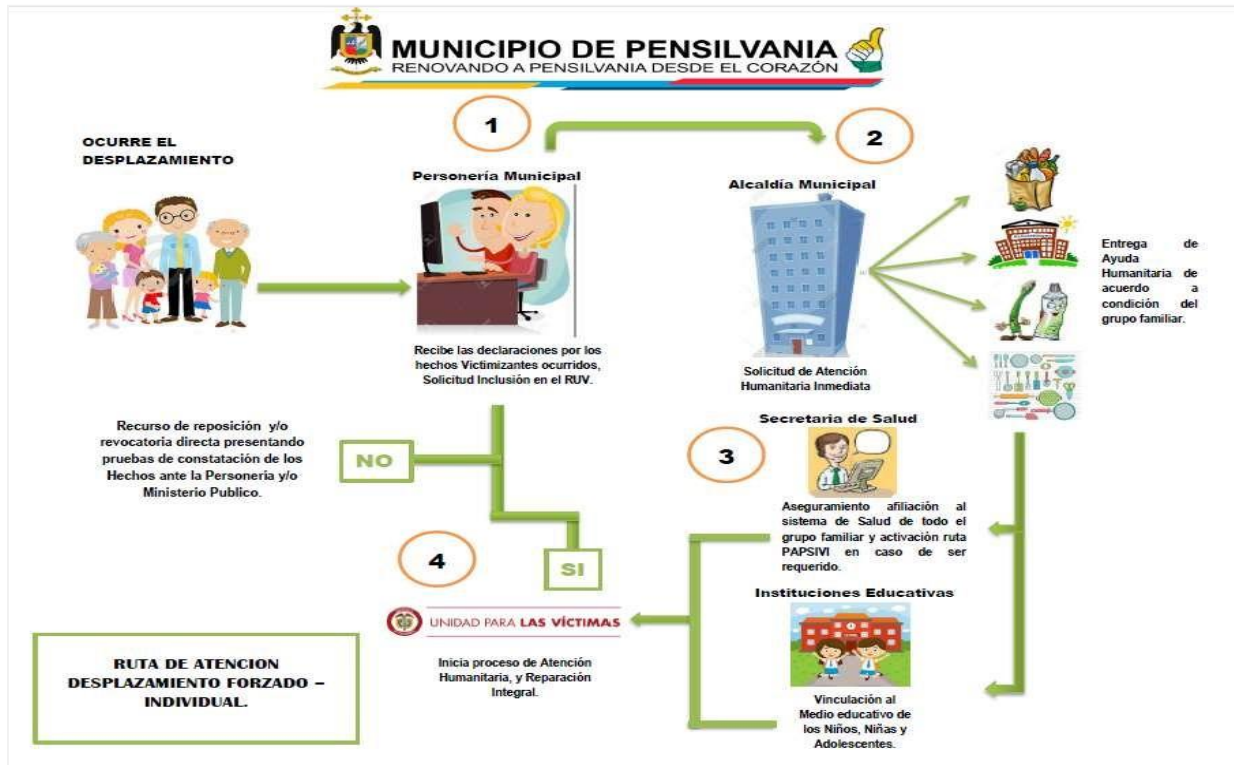 MUNICIPIO DE PENSILVANIA
RENOVANDO A PENSILVANIA DESDE EL CORAZÓN
OCURRE EL
DESPLAZAMIENTO
1
Personería Municipal
Recibe las declaraciones por los
hechos Victimizantes ocurridos,
Solicitud Inclusión en el RUV.
2
Alcaldía Municipal
Solicitud de Atención
Humanitaria Inmediata
Entrega de
Ayuda
Humanitaria de
acuerdo a
condición del
grupo familiar.
Recurso de reposición y/o
revocatoria directa presentando
pruebas de constatación de los
Hechos ante la Personeria y/o
Ministerio Publico.
NO
SI
3
Secretaria de Salud
Aseguramiento afiliación al
sistema de Salud de todo el
grupo familiar y activación ruta
PAPSIVI en caso de ser
requerido.
Instituciones Educativas
Vinculación al
Medio educativo de
los Niños, Niñas y
Adolescentes.
4
UNIDAD PARA LAS VÍCTIMAS
Inicia proceso de Atención
Humanitaria, y Reparación
Integral.
RUTA DE ATENCION
DESPLAZAMIENTO FORZADO –
INDIVIDUAL.